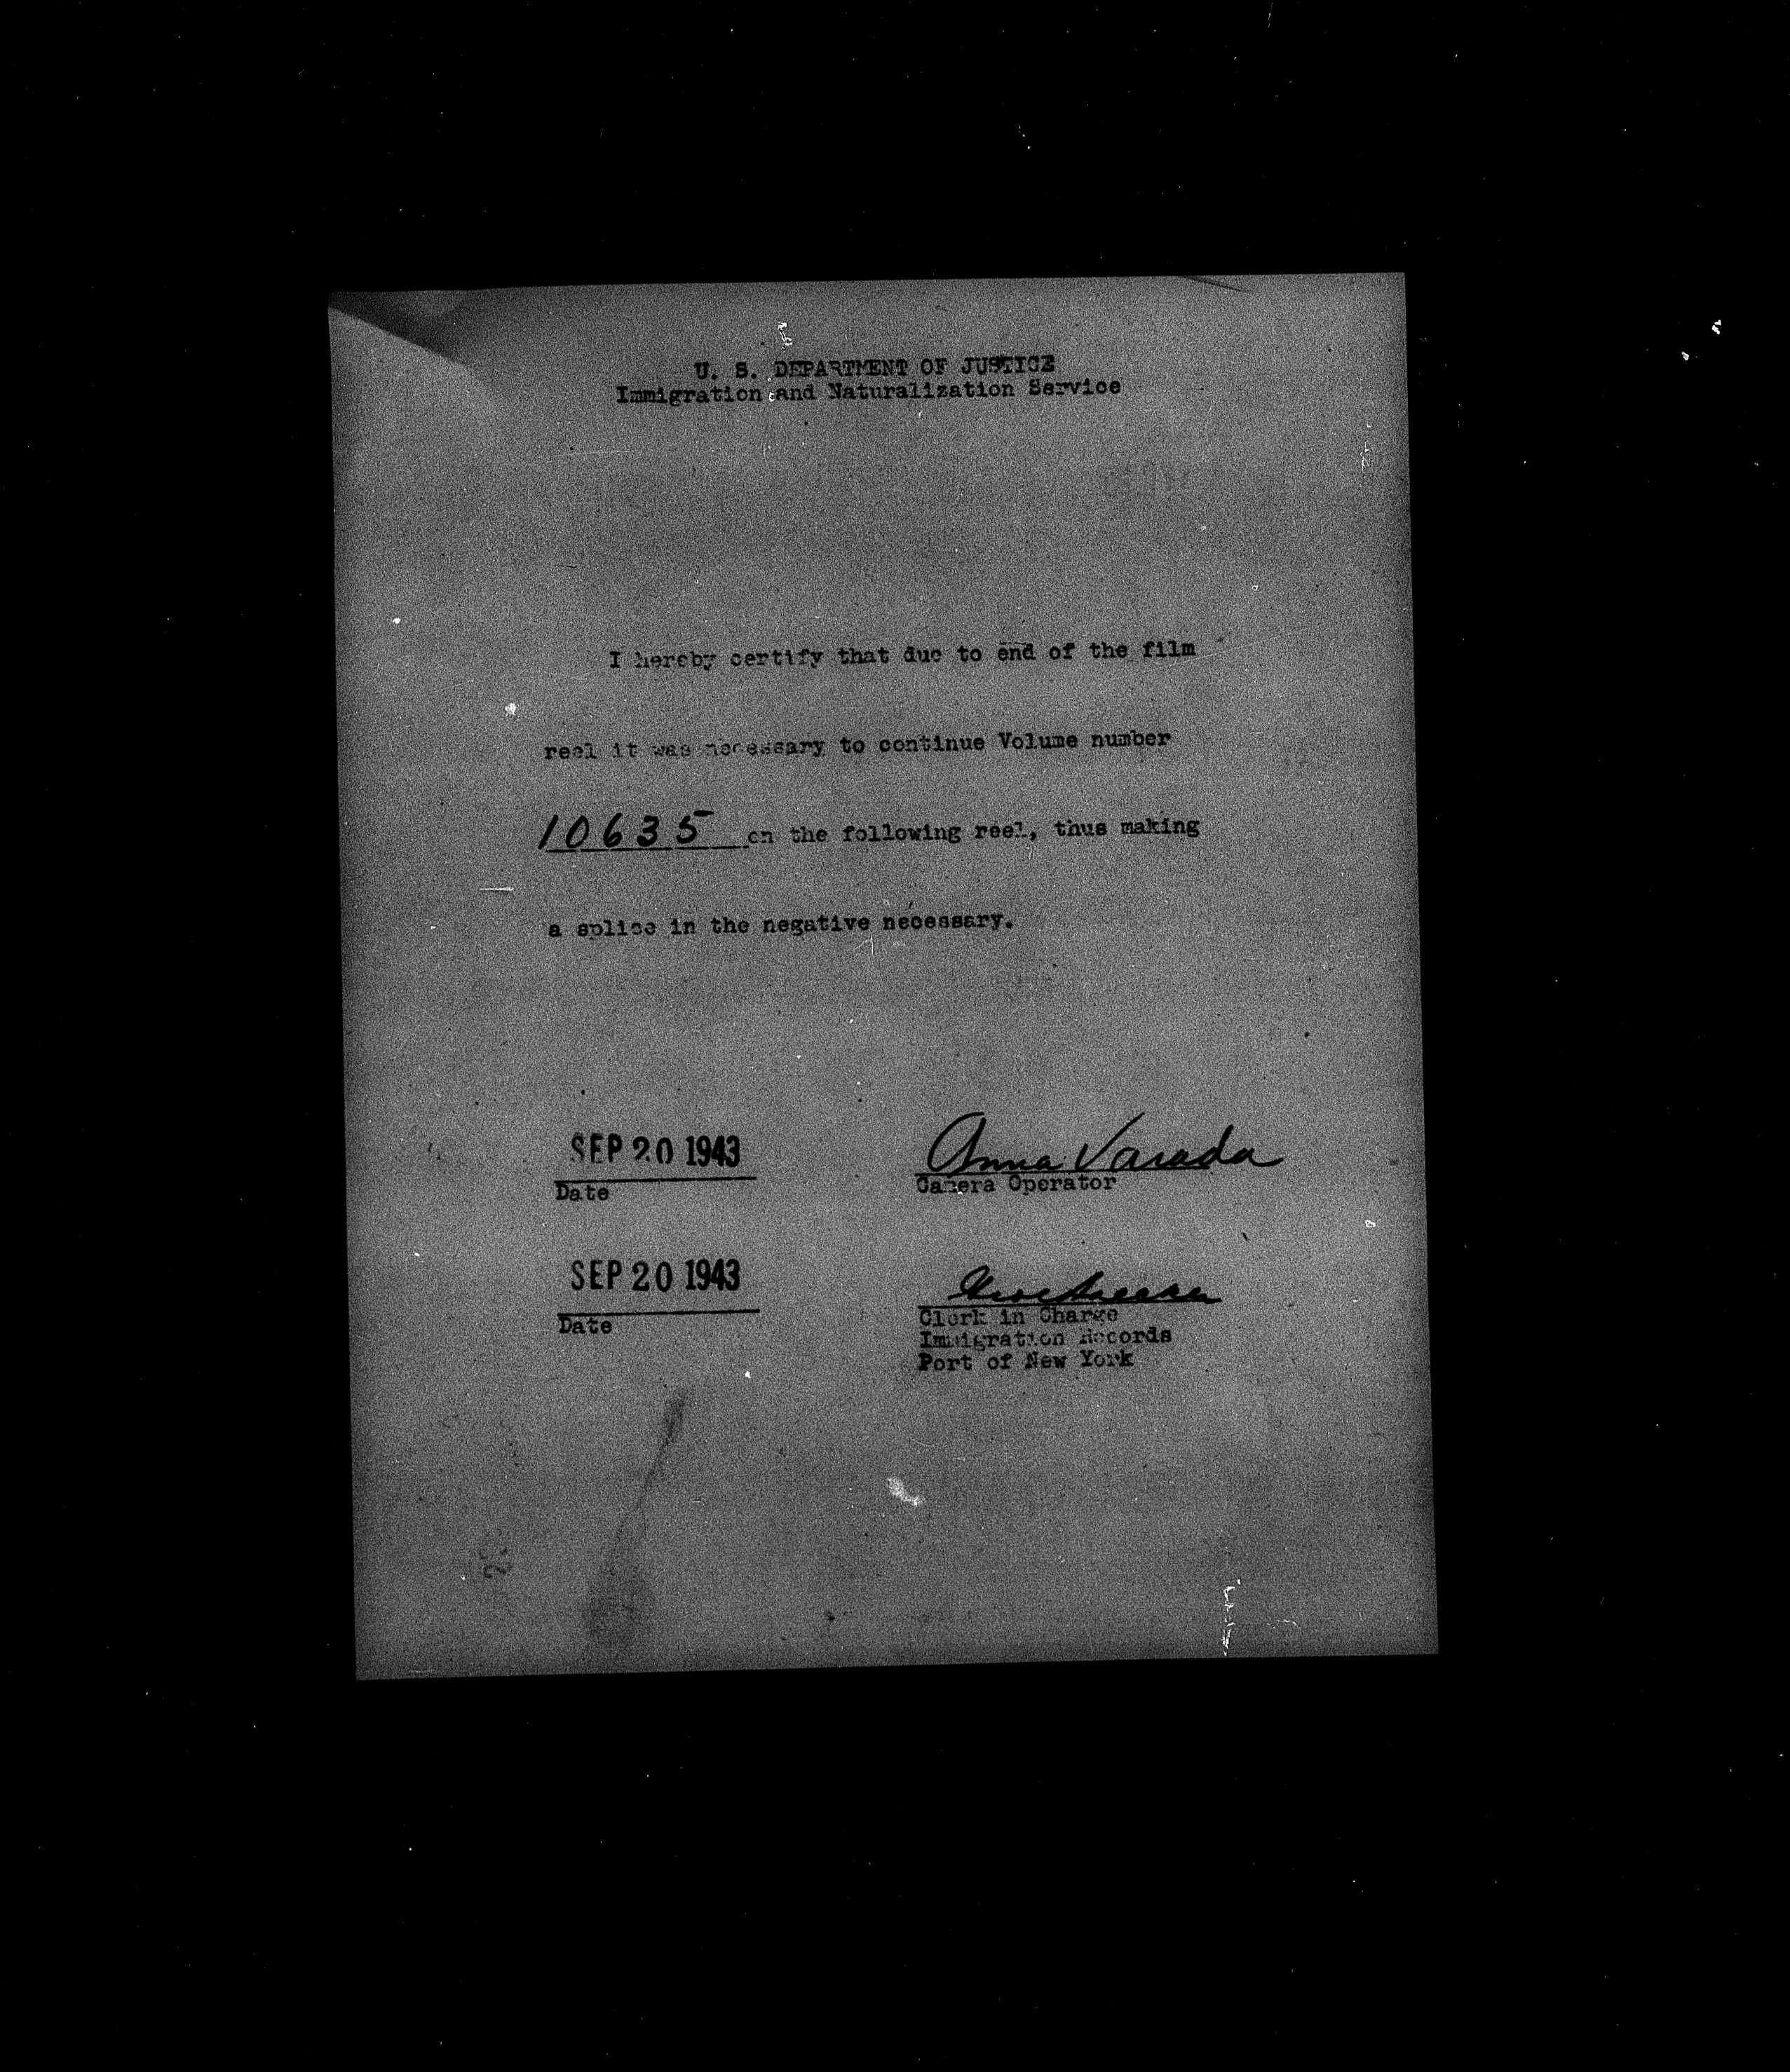 U. S. DEPARTMENT OF JUSTICE
Immigration and Naturalization Service
I hereby certify that due to end of the film
reel it was necessary to continue Volume number
10635 on the following reel, thus making
a splice in the negative necessary.
SEP 20 1943
Anna Varada
Date
Camera Operator
SEP 20 1943
Date
Clerk in Charge
Immigration Records
Port of New York